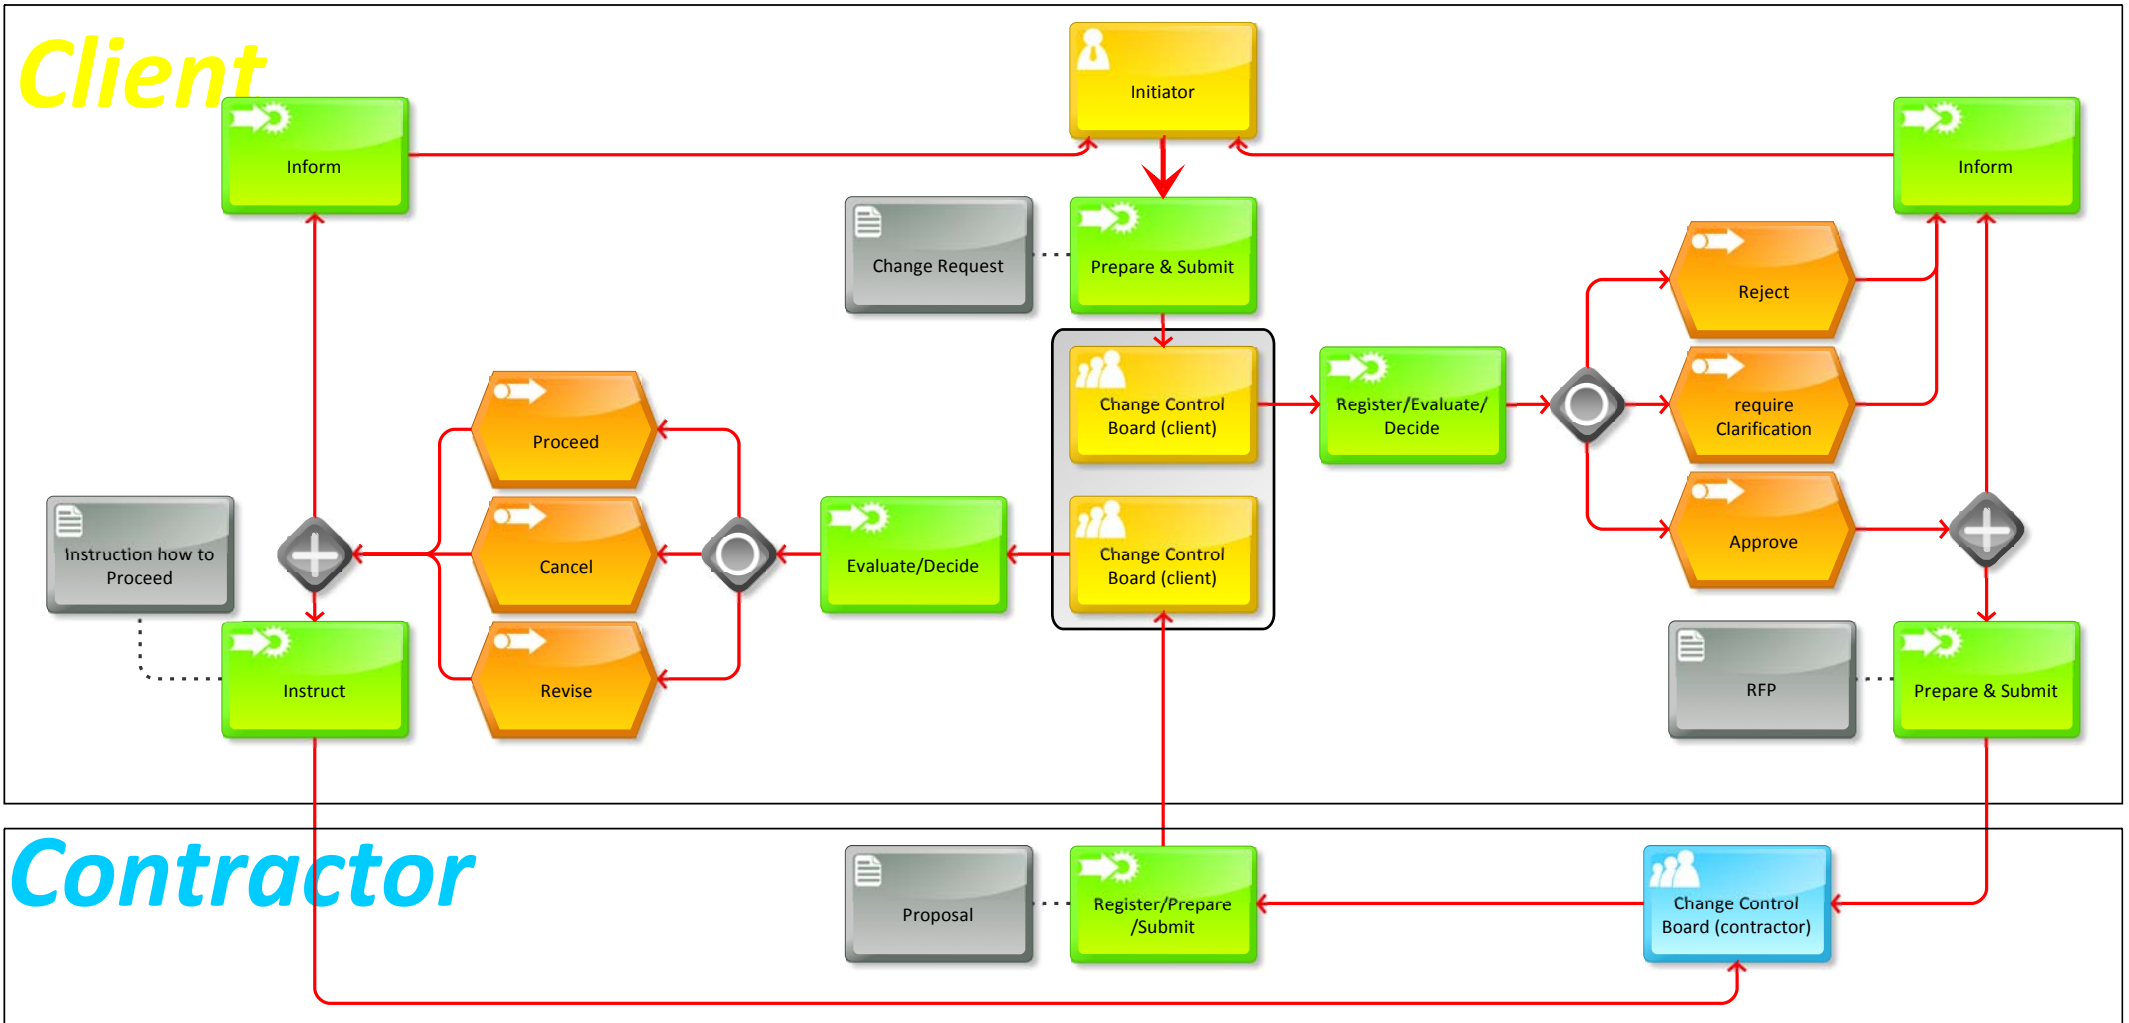 Client
Initiator
Inform
Inform
Change Request
Prepare & Submit
Reject
Change Control
Board (client)
Register/Evaluate/
Decide
require
Clarification
Proceed
Instruction how to
Proceed
Cancel
Evaluate/Decide
Change Control
Board (client)
Approve
Instruct
Revise
RFP
Prepare & Submit
Contractor
Proposal
Register/Prepare
/Submit
Change Control
Board (contractor)